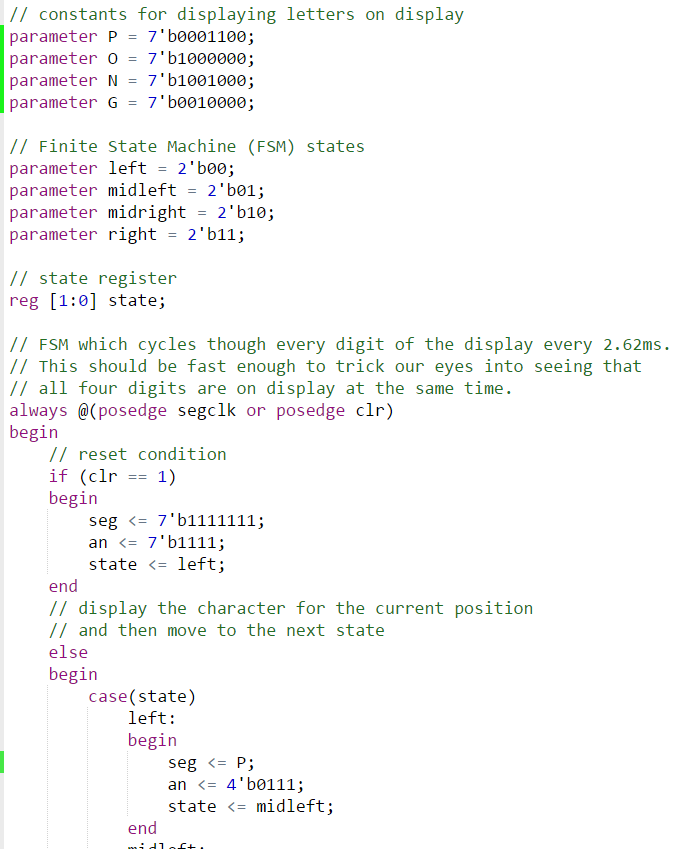 // constants for displaying letters on display
parameter P = 7'b0001100;
parameter O = 7'b1000000;
parameter N = 7'b1001000;
parameter G = 7'b0010000;

// Finite State Machine (FSM) states
parameter left = 2'b00;
parameter midleft = 2'b01;
parameter midright = 2'b10;
parameter right = 2'b11;

// state register
reg [1:0] state;

// FSM which cycles though every digit of the display every 2.62ms.
// This should be fast enough to trick our eyes into seeing that
// all four digits are on display at the same time.
always @(posedge segclk or posedge clr)
begin
    // reset condition
    if (clr == 1)
    begin
        seg <= 7'b1111111;
        an <= 7'b1111;
        state <= left;
    end
    // display the character for the current position
    // and then move to the next state
    else
    begin
        case(state)
            left:
            begin
                seg <= P;
                an <= 4'b0111;
                state <= midleft;
            end
            midleft: